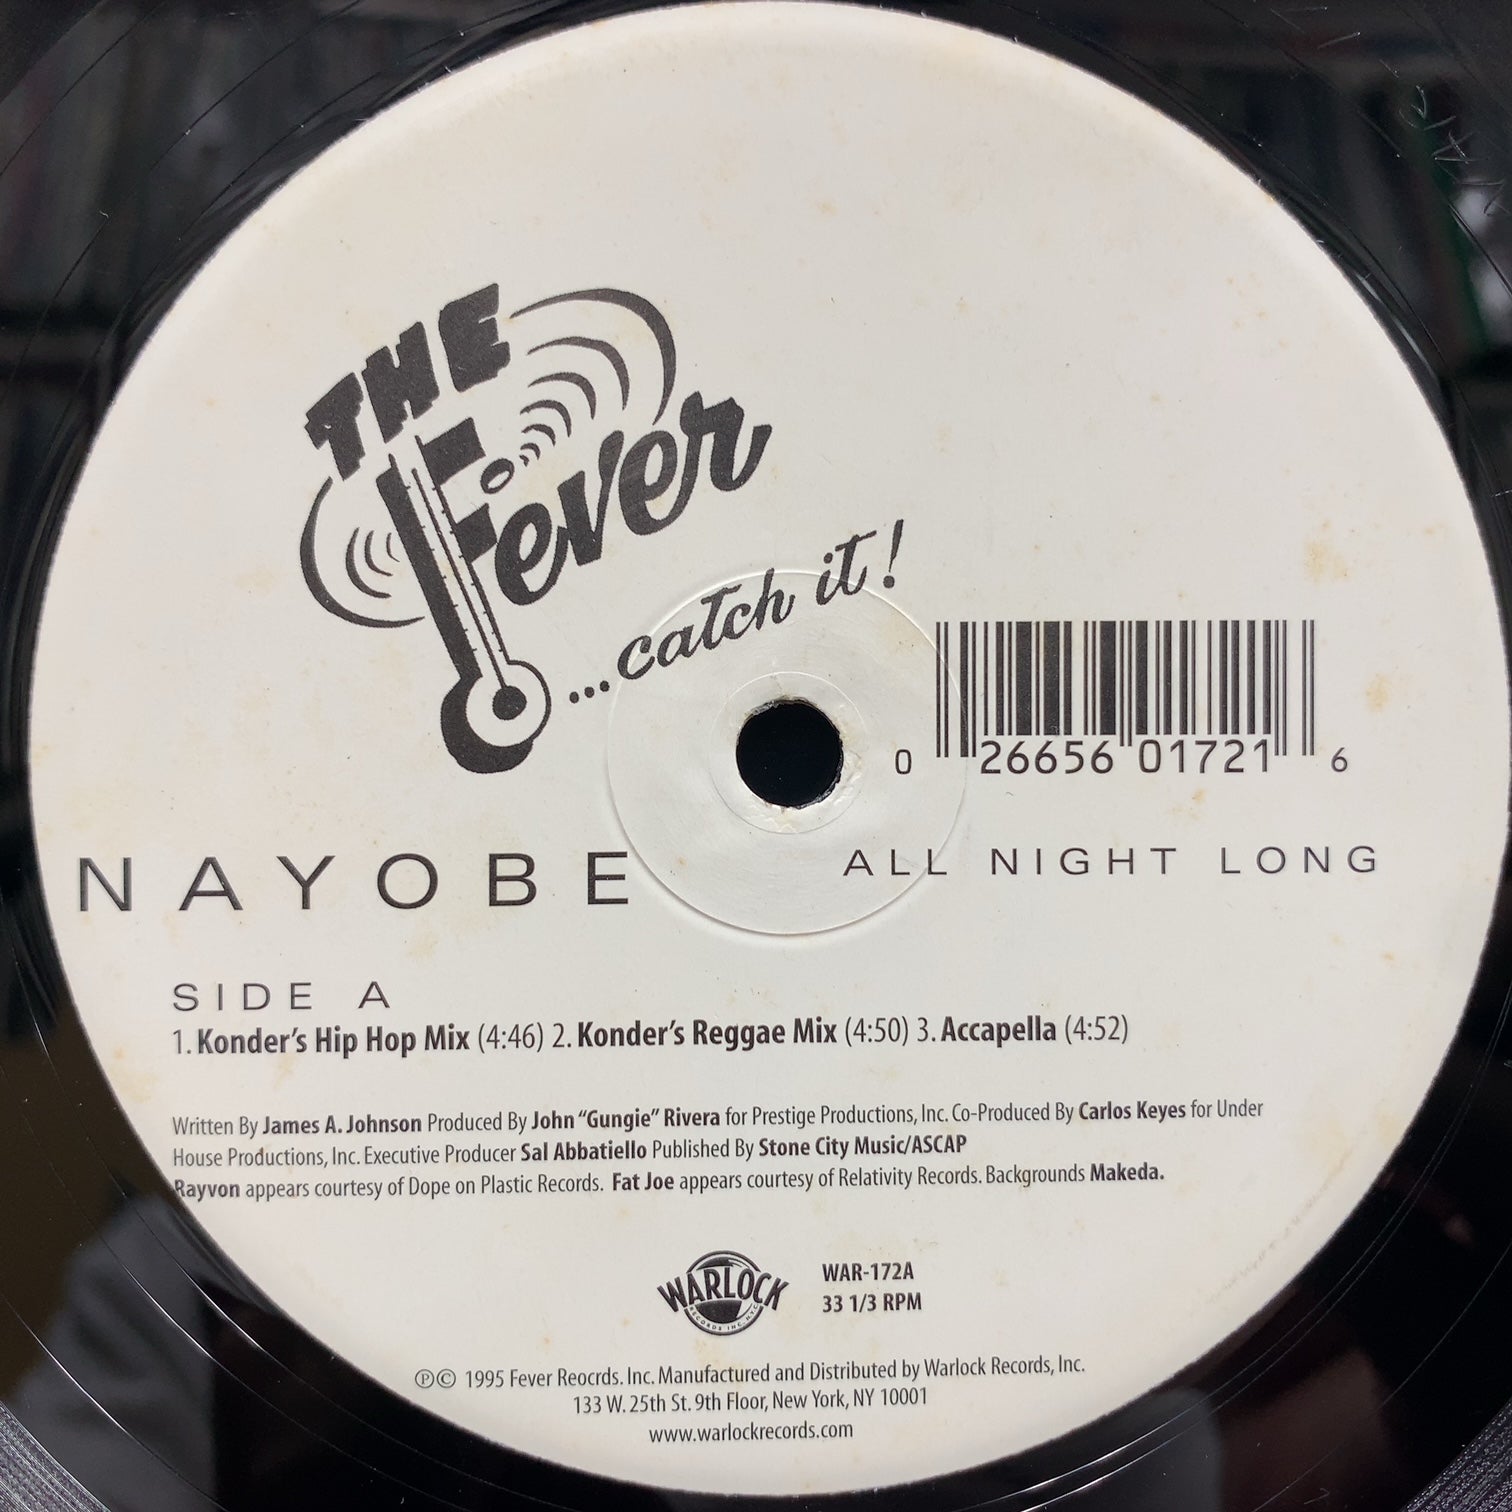 THE
Fever
...catch it!
0 26656 01721 6
NAYOBE
ALL NIGHT LONG
SIDE A
1. Konder's Hip Hop Mix (4:46) 2. Konder's Reggae Mix (4:50) 3. Accapella (4:52)
Written By James A. Johnson Produced By John "Gungie" Rivera for Prestige Productions, Inc. Co-Produced By Carlos Keyes for Under
House Productions, Inc. Executive Producer Sal Abbatiello Published By Stone City Music/ASCAP
Rayvon appears courtesy of Dope on Plastic Records. Fat Joe appears courtesy of Relativity Records. Backgrounds Makeda.
WARLOCK
RECORDS INC. N.Y.C.
WAR-172A
33 1/3 RPM
℗© 1995 Fever Reocrds. Inc. Manufactured and Distributed by Warlock Records, Inc.
133 W. 25th St. 9th Floor, New York, NY 10001
www.warlockrecords.com